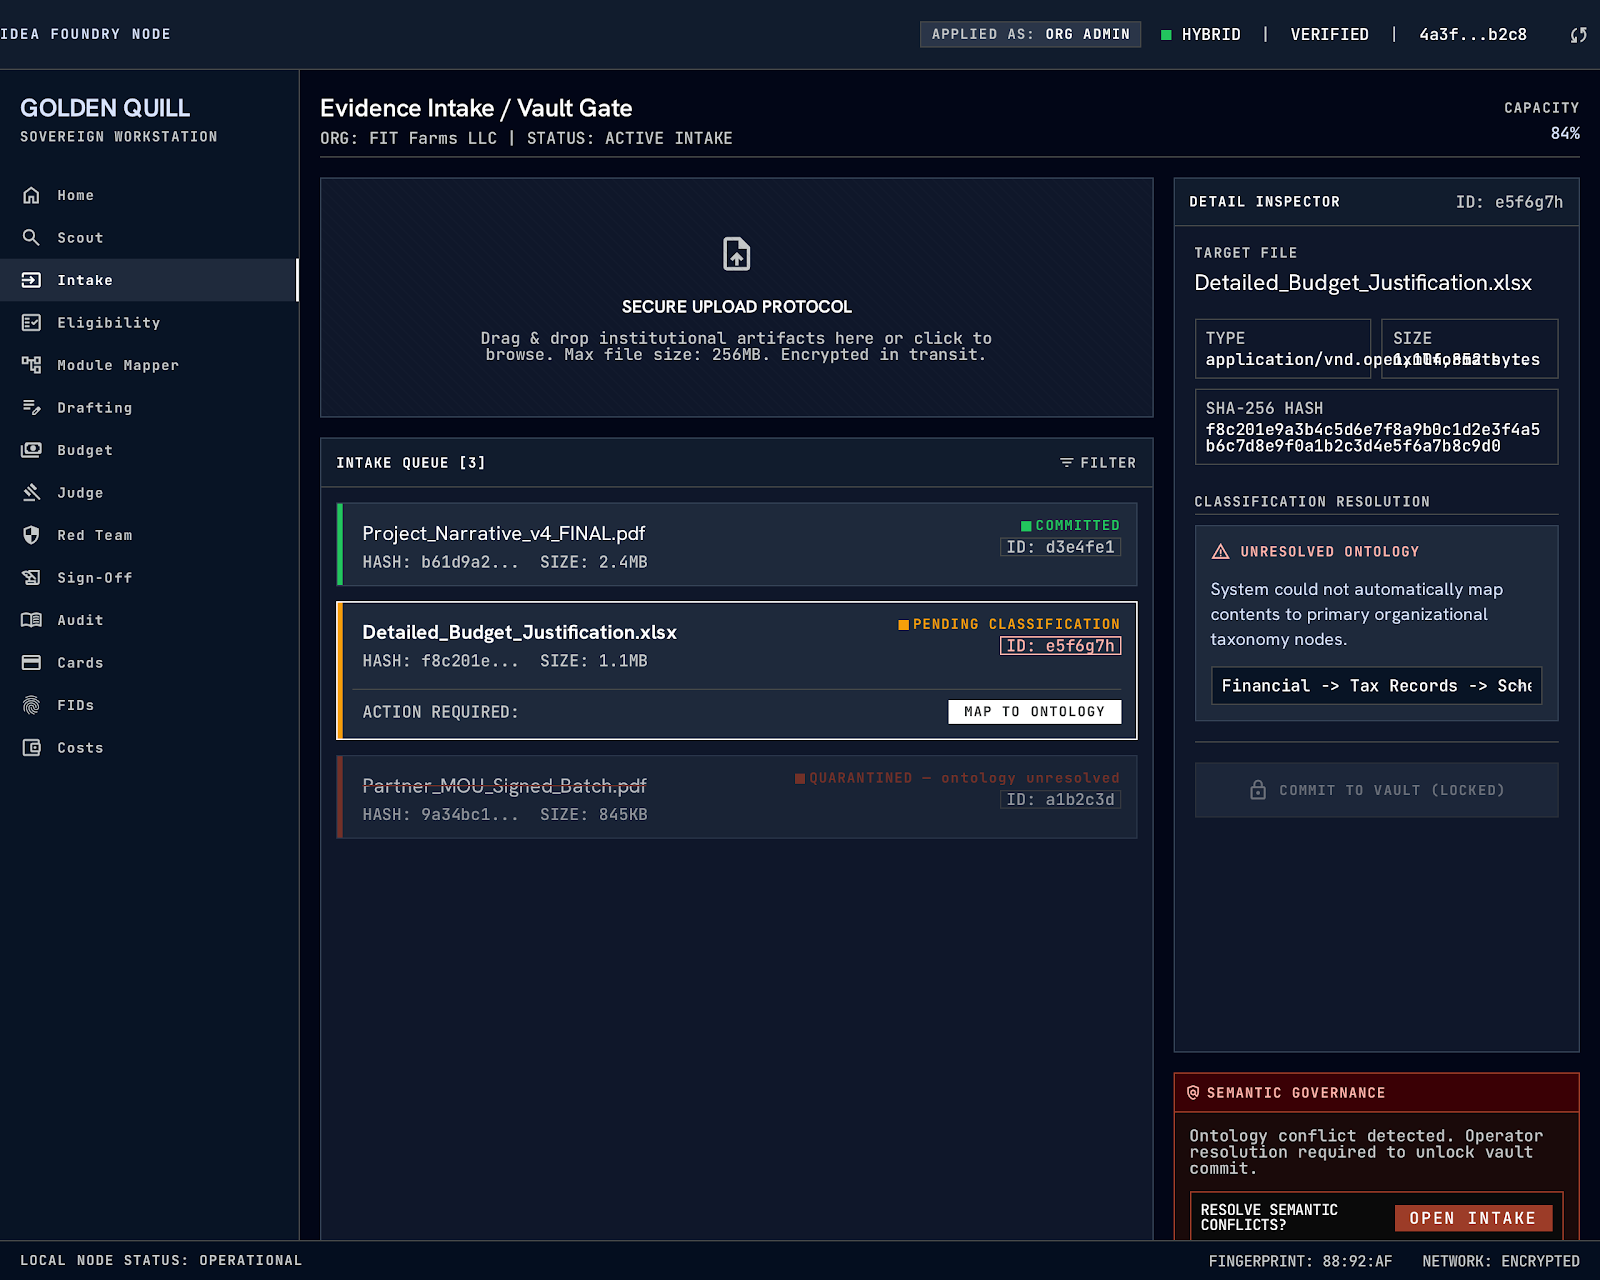 IDEA FOUNDRY NODE
APPLIED AS: ORG ADMIN
HYBRID | VERIFIED | 4a3f...b2c8
GOLDEN QUILL
SOVEREIGN WORKSTATION
Home
Scout
Intake
Eligibility
Module Mapper
Drafting
Budget
Judge
Red Team
Sign-Off
Audit
Cards
FIDs
Costs
Evidence Intake / Vault Gate
ORG: FIT Farms LLC | STATUS: ACTIVE INTAKE
CAPACITY
84%
SECURE UPLOAD PROTOCOL
Drag & drop institutional artifacts here or click to
browse. Max file size: 256MB. Encrypted in transit.
INTAKE QUEUE [3]
FILTER
Project_Narrative_v4_FINAL.pdf
HASH: b61d9a2... SIZE: 2.4MB
COMMITTED
ID: d3e4fe1
Detailed_Budget_Justification.xlsx
HASH: f8c201e... SIZE: 1.1MB
PENDING CLASSIFICATION
ID: e5f6g7h
ACTION REQUIRED:
MAP TO ONTOLOGY
Partner_MOU_Signed_Batch.pdf
HASH: 9a34bc1... SIZE: 845KB
QUARANTINED — ontology unresolved
ID: a1b2c3d
DETAIL INSPECTOR
ID: e5f6g7h
TARGET FILE
Detailed_Budget_Justification.xlsx
TYPE
SIZE
SHA-256 HASH
f8c201e9a3b4c5d6e7f8a9b0c1d2e3f4a5
b6c7d8e9f0a1b2c3d4e5f6a7b8c9d0
CLASSIFICATION RESOLUTION
UNRESOLVED ONTOLOGY
System could not automatically map
contents to primary organizational
taxonomy nodes.
Financial -> Tax Records ->
COMMIT TO VAULT (LOCKED)
SEMANTIC GOVERNANCE
Ontology conflict detected. Operator
resolution required to unlock vault
commit.
RESOLVE SEMANTIC
CONFLICTS?
OPEN INTAKE
LOCAL NODE STATUS: OPERATIONAL
FINGERPRINT: 88:92:AF
NETWORK: ENCRYPTED